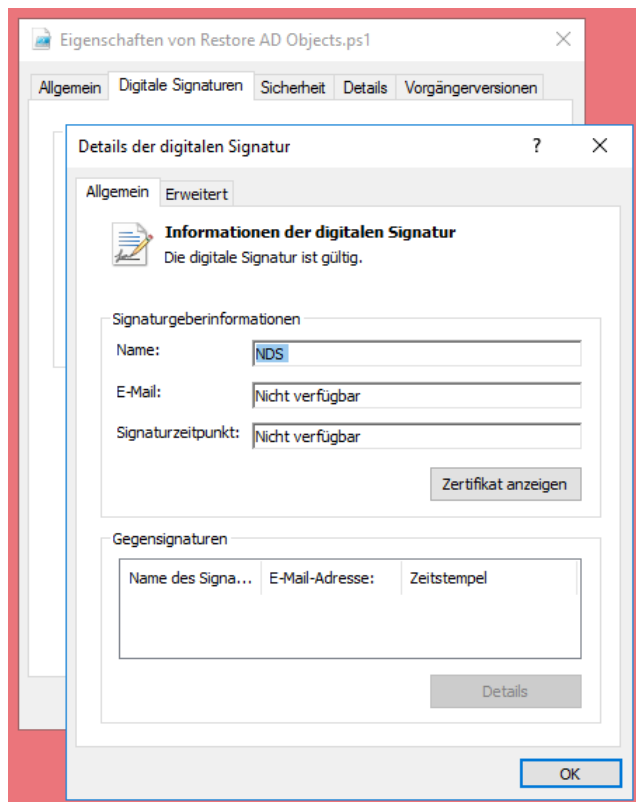 Eigenschaften von Restore AD Objects.ps1
Allgemein Digitale Signaturen Sicherheit Details Vorgängerversionen
Details der digitalen Signatur ?
Allgemein Erweitert
Informationen der digitalen Signatur
Die digitale Signatur ist gültig.
Signaturgeberinformationen
Name: NDS
E-Mail: Nicht verfügbar
Signaturzeitpunkt: Nicht verfügbar
Zertifikat anzeigen
Gegensignaturen
Name des Signa... E-Mail-Adresse: Zeitstempel
Details
OK